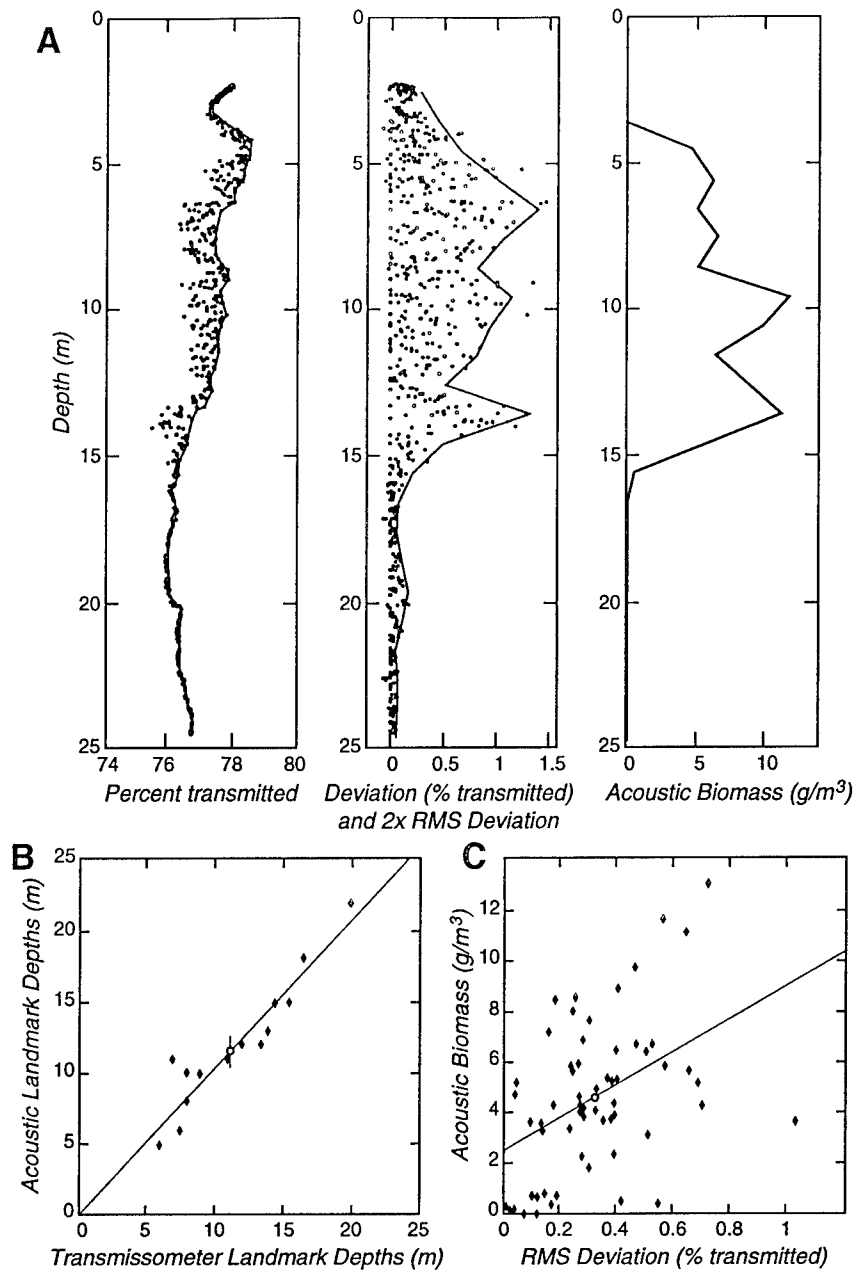 A
0
5
10
15
20
25
Depth (m)
74 76 78 80
Percent transmitted
0
5
10
15
20
25
0 0.5 1 1.5
Deviation (% transmitted)
and 2x RMS Deviation
0
5
10
15
20
25
0 5 10
Acoustic Biomass (g/m³)
B
25
20
15
10
5
0
Acoustic Landmark Depths (m)
0 5 10 15 20 25
Transmissometer Landmark Depths (m)
C
12
10
8
6
4
2
0
Acoustic Biomass (g/m³)
0 0.2 0.4 0.6 0.8 1
RMS Deviation (% transmitted)